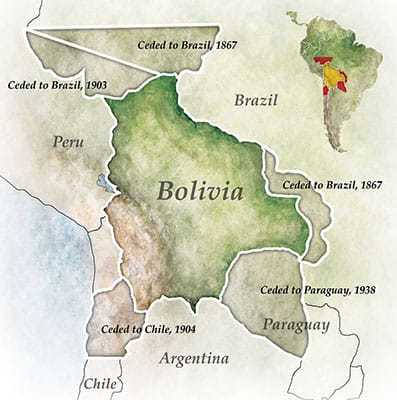 Ceded to Brazil, 1867
Ceded to Brazil, 1903
Brazil
Peru
Bolivia
Ceded to Brazil, 1867
Ceded to Paraguay, 1938
Ceded to Chile, 1904
Paraguay
Argentina
Chile